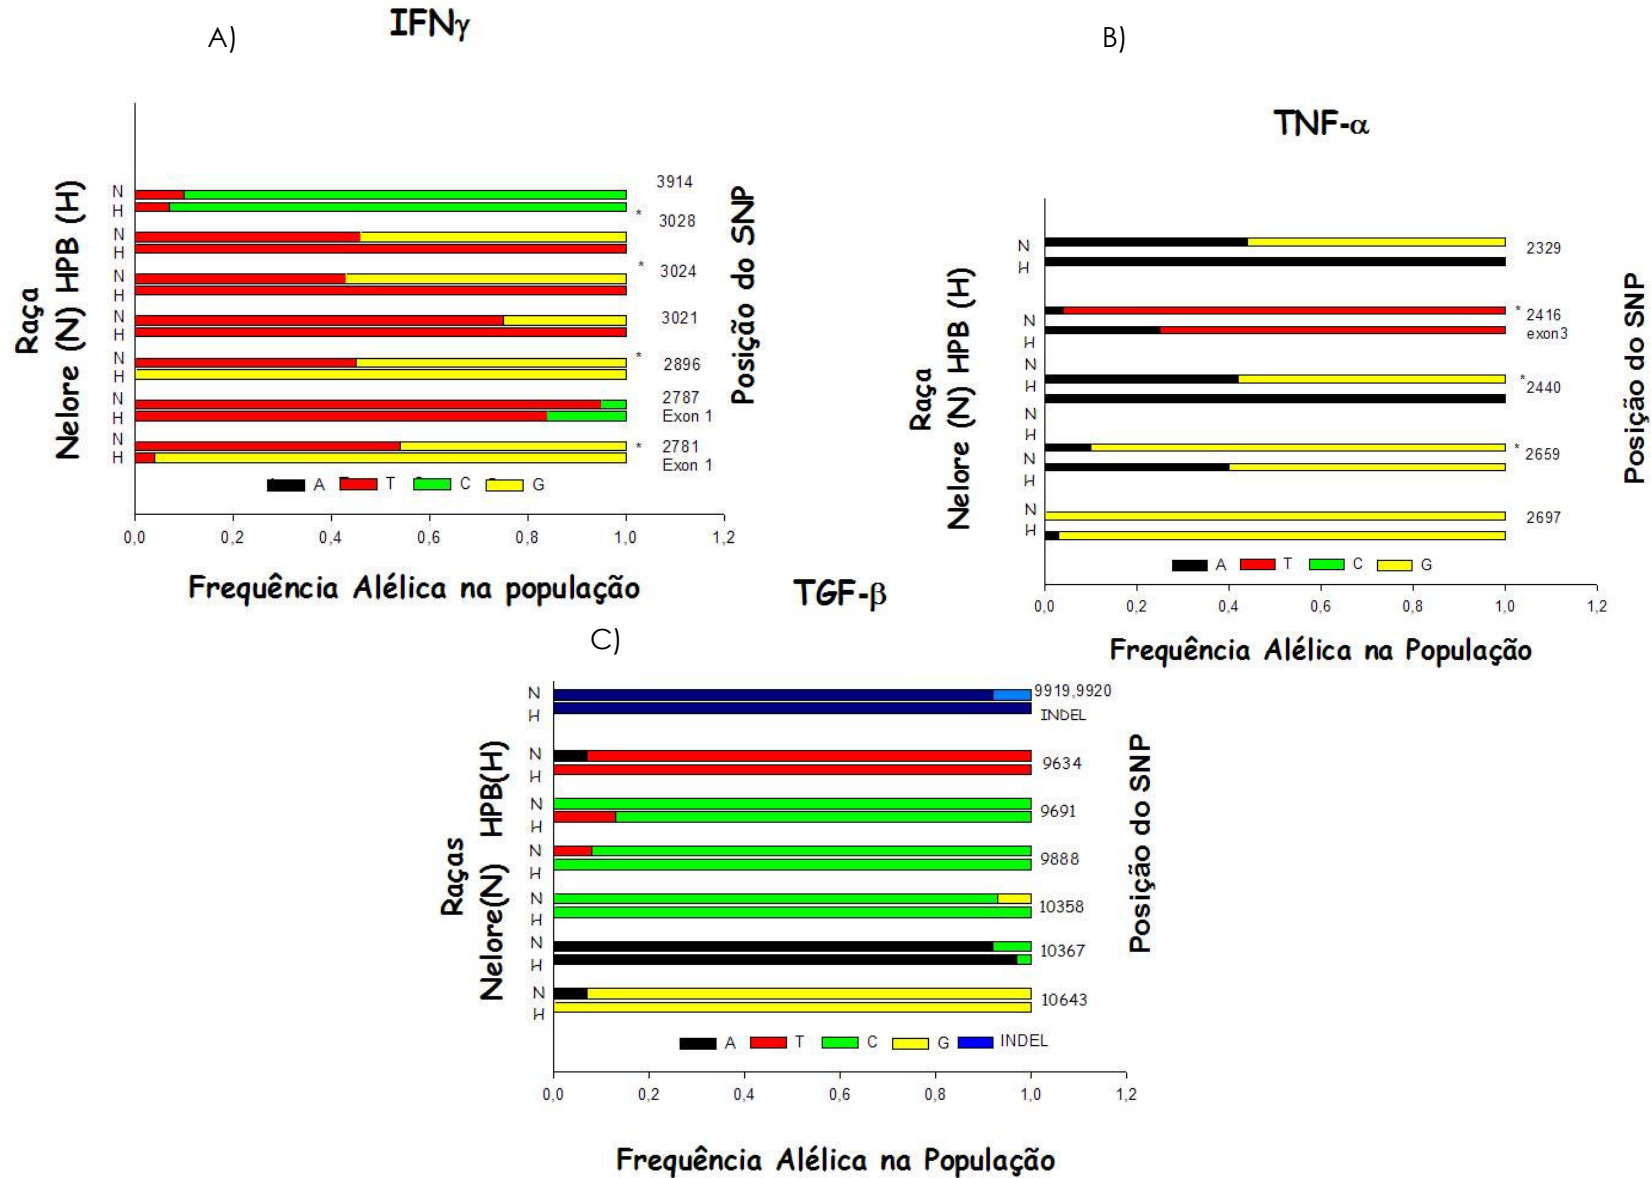 A)
IFNγ
Raça
Nelore (N) HPB (H)
N
H
N
H
N
H
N
H
N
H
N
H
N
H
3914
* 3028
* 3024
3021
* 2896
2787
Exon 1
* 2781
Exon 1
Posição do SNP
A T C G
0,0 0,2 0,4 0,6 0,8 1,0 1,2
Frequência Alélica na população
B)
TNF-α
Raça
Nelore (N) HPB (H)
N
H
N
H
N
H
N
H
N
H
N
H
2329
* 2416
exon3
* 2440
* 2659
2697
Posição do SNP
A T C G
0,0 0,2 0,4 0,6 0,8 1,0 1,2
Frequência Alélica na População
TGF-β
C)
Raças
Nelore(N) HPB(H)
N
H
N
H
N
H
N
H
N
H
N
H
N
H
9919,9920
INDEL
9634
9691
9888
10358
10367
10643
Posição do SNP
A T C G INDEL
0,0 0,2 0,4 0,6 0,8 1,0 1,2
Frequência Alélica na População